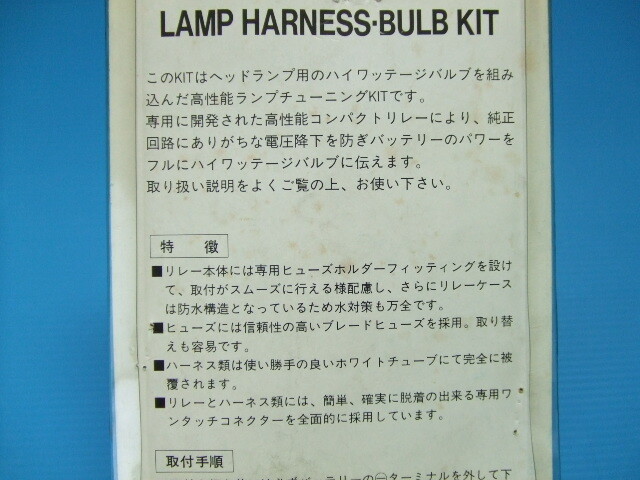 LAMP HARNESS·BULB KIT
このKITはヘッドランプ用のハイワッテージバルブを組み
込んだ高性能ランプチューニングKITです。
専用に開発された高性能コンパクトリレーにより、純正
回路にありがちな電圧降下を防ぎバッテリーのパワーを
フルにハイワッテージバルブに伝えます。
取り扱い説明をよくご覧の上、お使い下さい。
特 徴
■リレー本体には専用ヒューズホルダーフィッティングを設け
て、取付がスムーズに行える様配慮し、さらにリレーケース
は防水構造となっているため水対策も万全です。
■ヒューズには信頼性の高いブレードヒューズを採用。取り替
えも容易です。
■ハーネス類は使い勝手の良いホワイトチューブにて完全に被
覆されます。
■リレーとハーネス類には、簡単、確実に脱着の出来る専用ワ
ンタッチコネクターを全面的に採用しています。
取付手順
バッテリーの㊀ターミナルを外して下